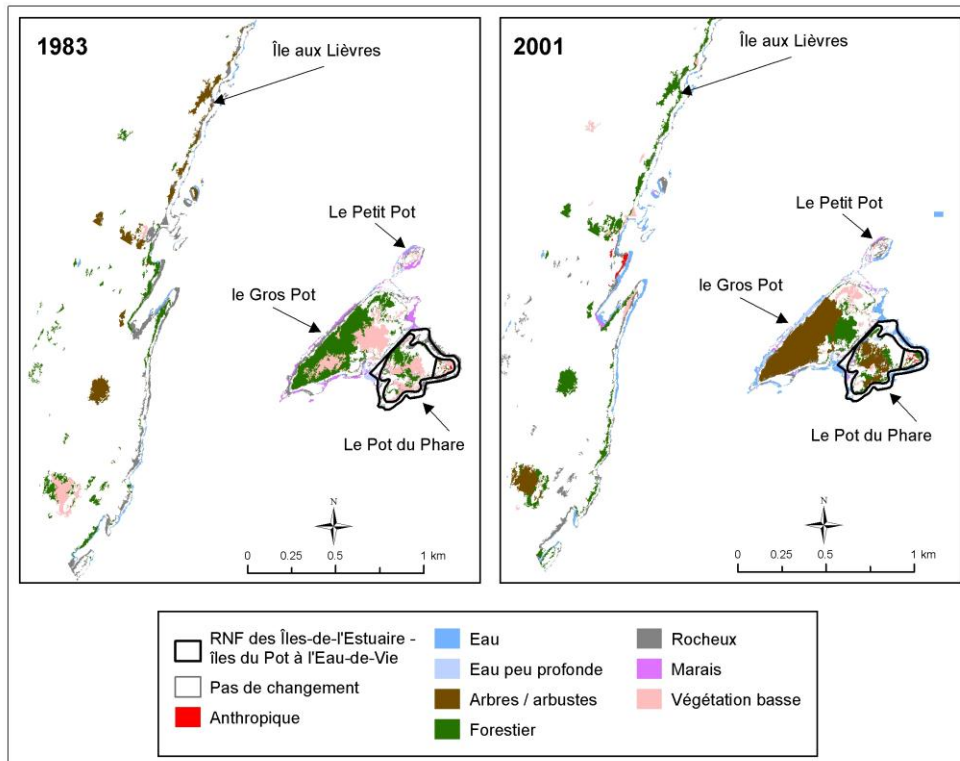 1983
Île aux Lièvres
Le Petit Pot
le Gros Pot
Le Pot du Phare
N
0 0.25 0.5 1 km
2001
Île aux Lièvres
Le Petit Pot
le Gros Pot
Le Pot du Phare
N
0 0.25 0.5 1 km
RNF des Îles-de-l'Estuaire -
îles du Pot à l'Eau-de-Vie
Pas de changement
Anthropique
Eau
Eau peu profonde
Arbres / arbustes
Forestier
Rocheux
Marais
Végétation basse